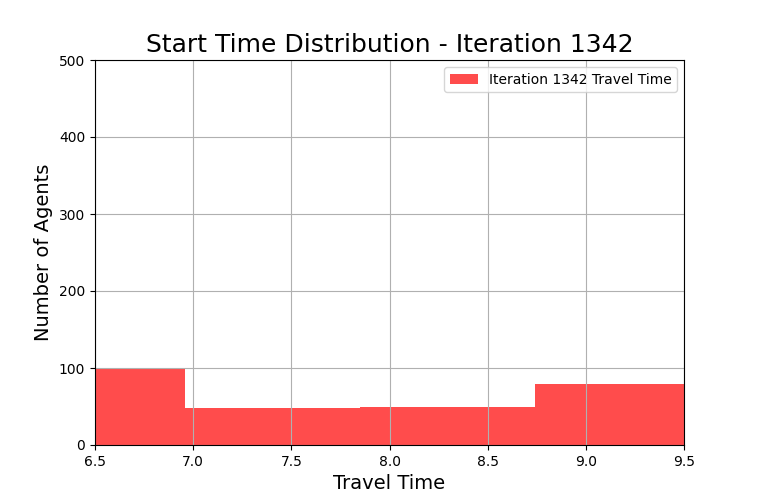 Start Time Distribution - Iteration 1342
Iteration 1342 Travel Time
Number of Agents
500
400
300
200
100
0
6.5 7.0 7.5 8.0 8.5 9.0 9.5
Travel Time